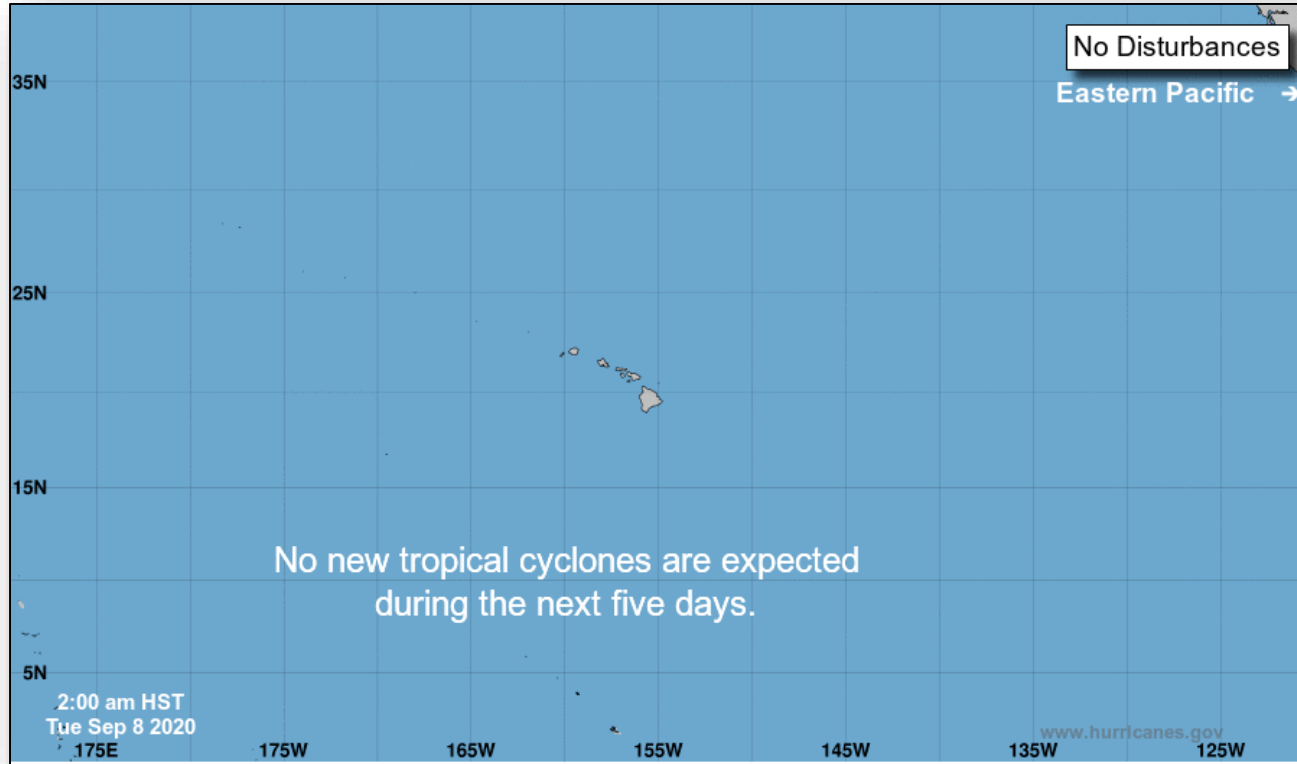 No Disturbances
35N
Eastern Pacific →
25N
15N
No new tropical cyclones are expected
during the next five days.
5N
2:00 am HST
Tue Sep 8 2020
www.hurricanes.gov
175E 175W 165W 155W 145W 135W 125W